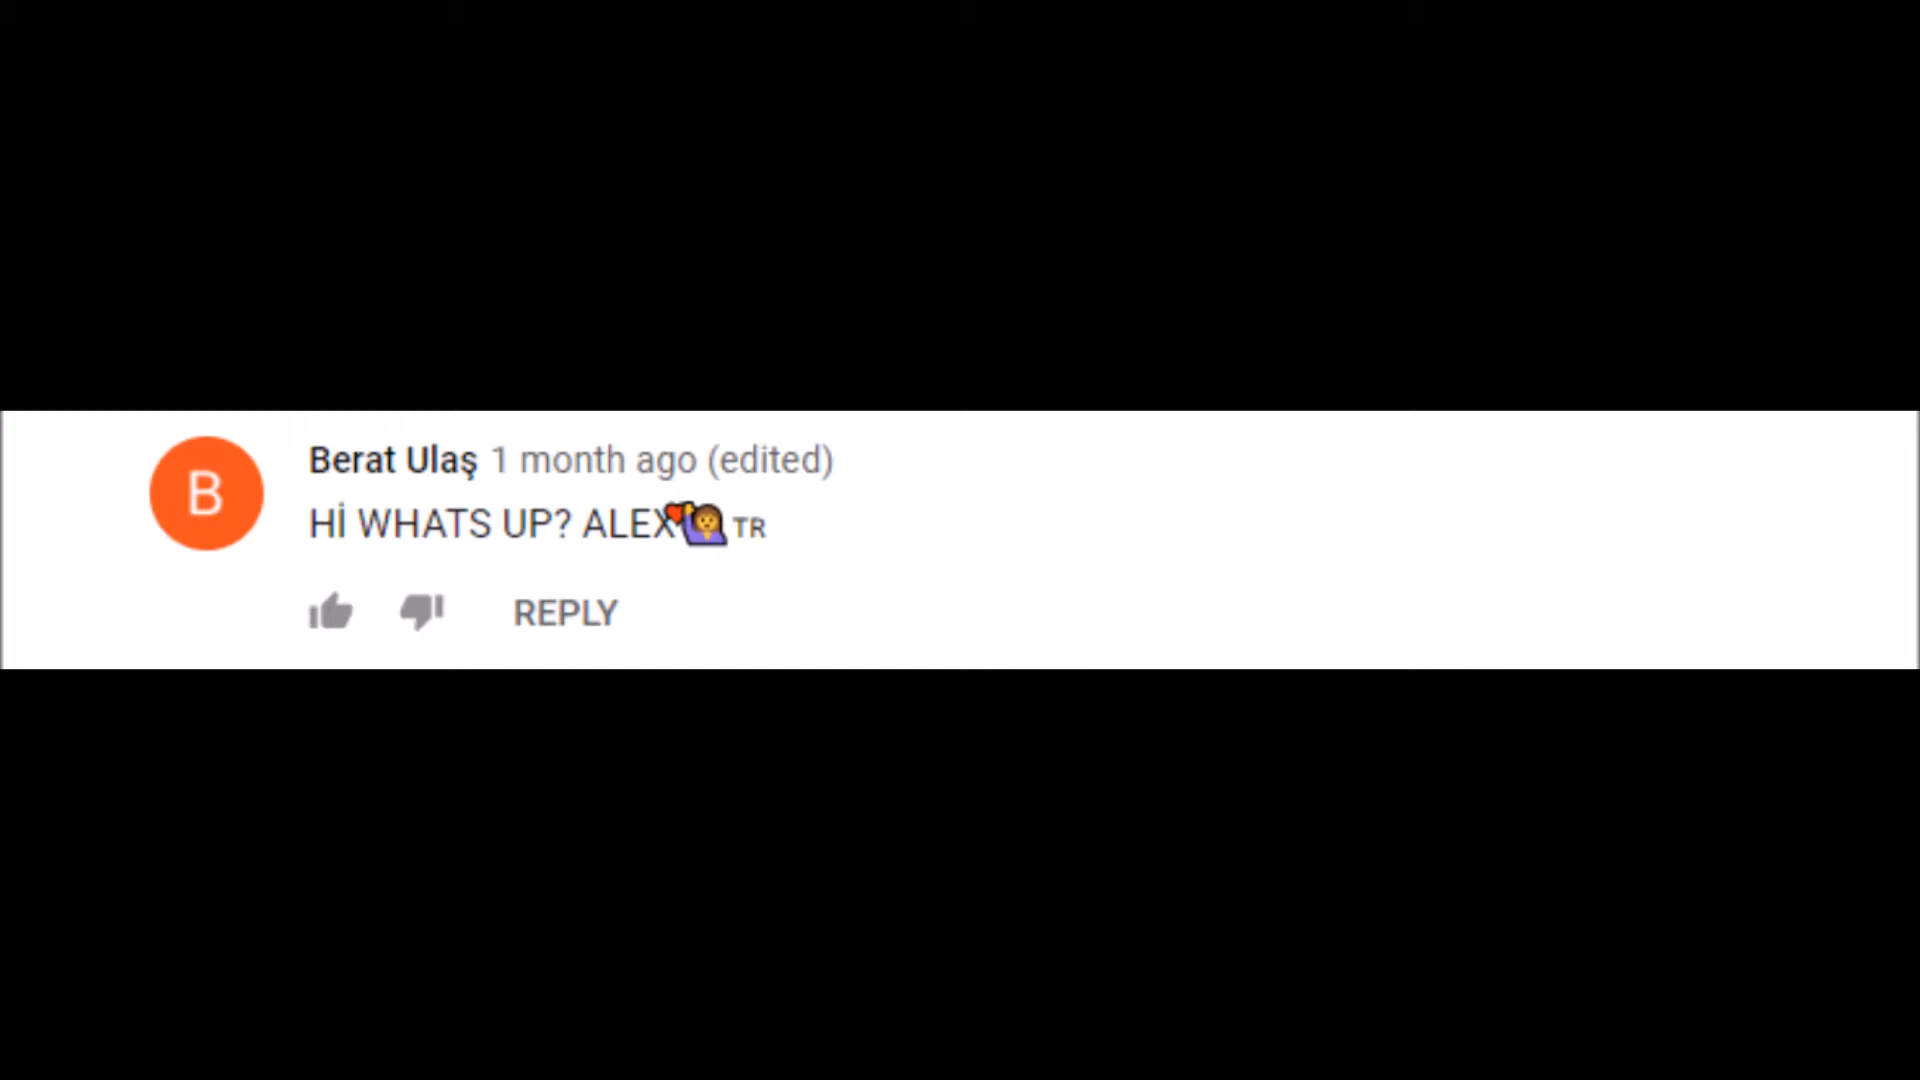 B
Berat Ulaş 1 month ago (edited)
Hİ WHATS UP? ALEX❤️🙋 TR
REPLY